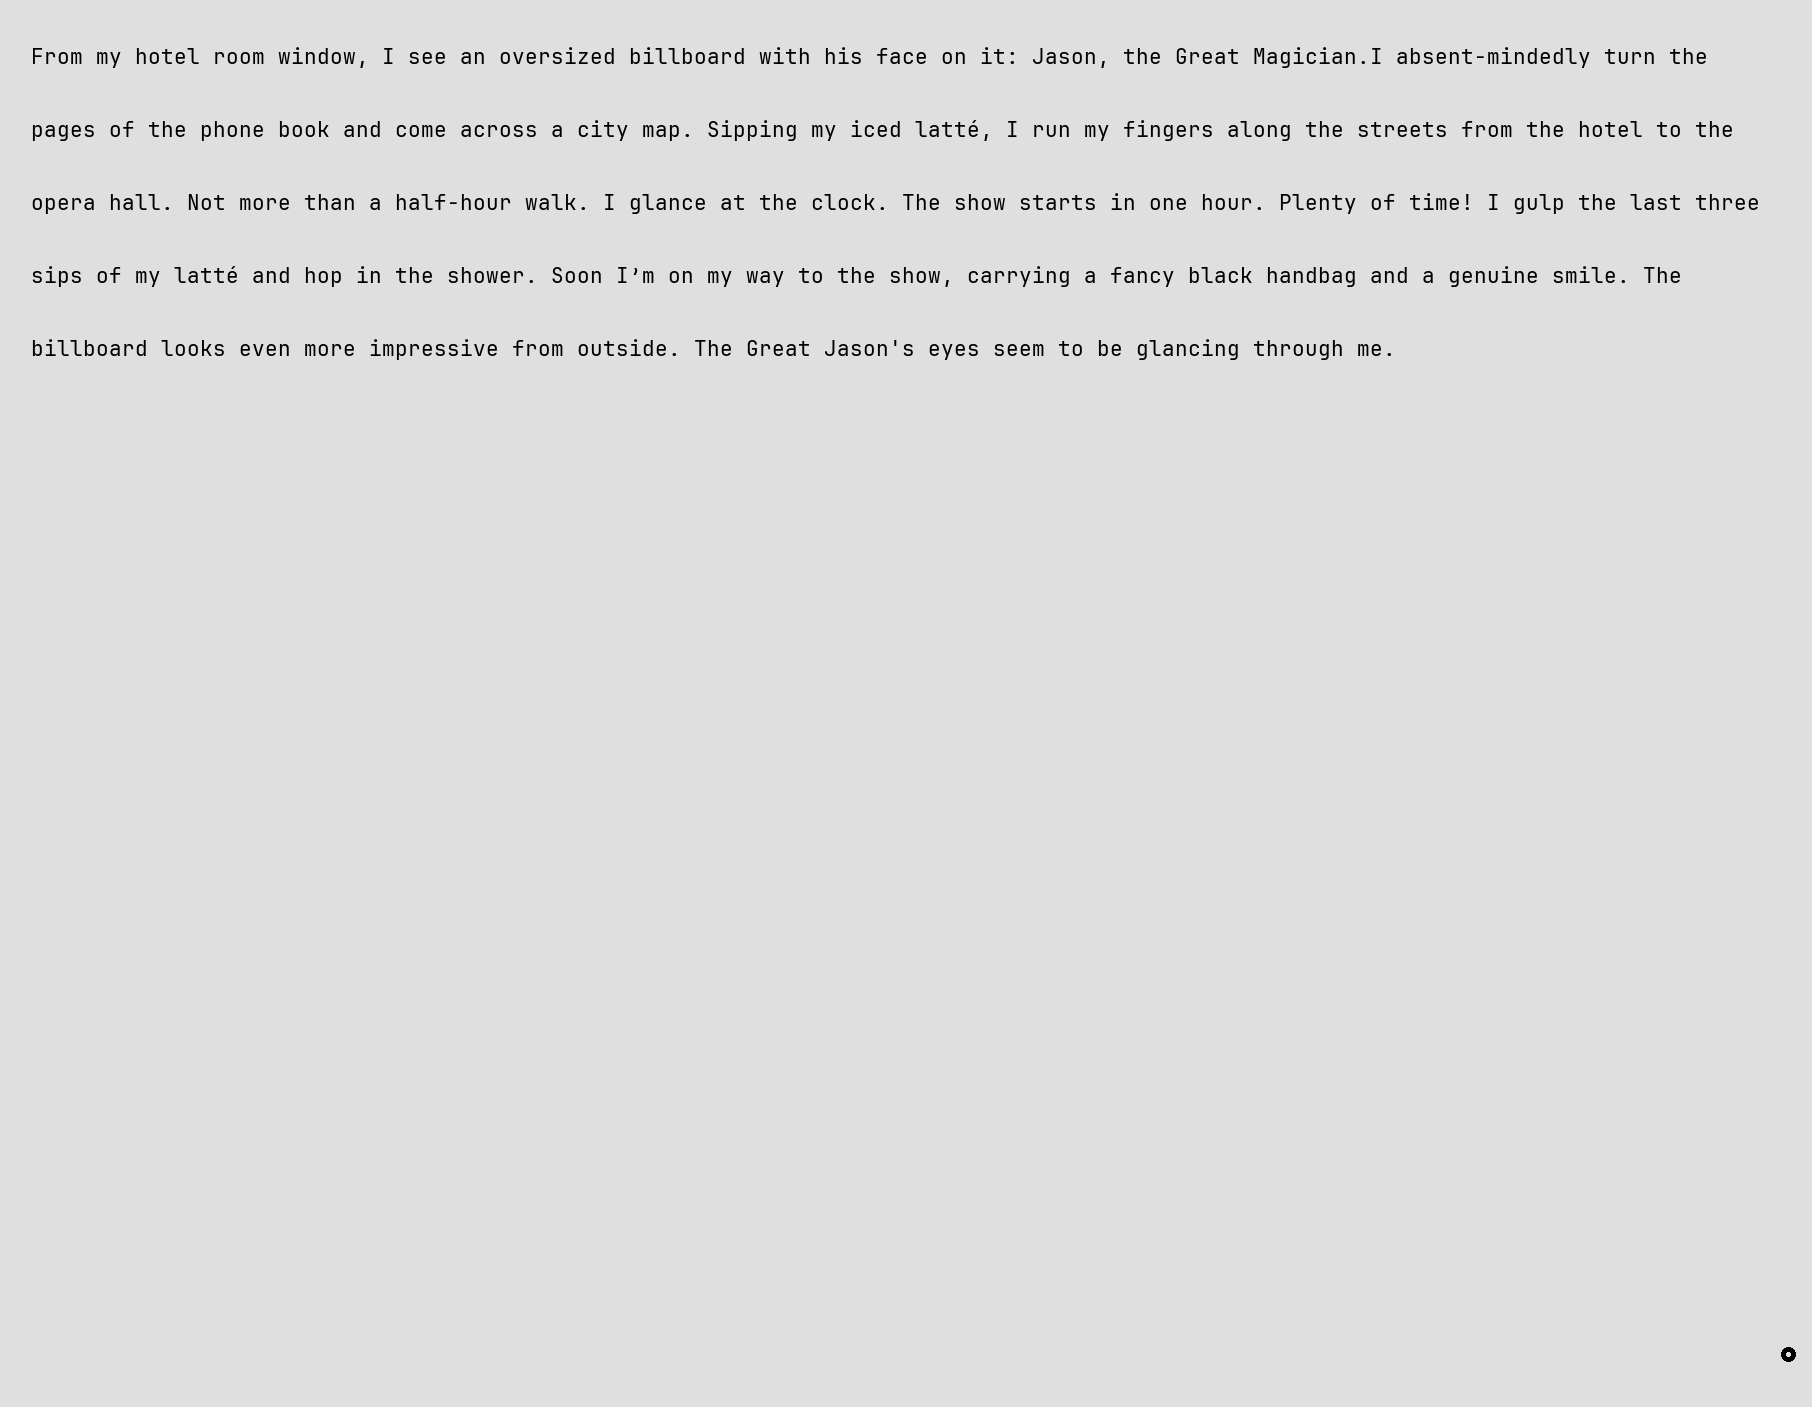 From my hotel room window, I see an oversized billboard with his face on it: Jason, the Great Magician.I absent-mindedly turn the
pages of the phone book and come across a city map. Sipping my iced latté, I run my fingers along the streets from the hotel to the
opera hall. Not more than a half-hour walk. I glance at the clock. The show starts in one hour. Plenty of time! I gulp the last three
sips of my latté and hop in the shower. Soon I’m on my way to the show, carrying a fancy black handbag and a genuine smile. The
billboard looks even more impressive from outside. The Great Jason's eyes seem to be glancing through me.